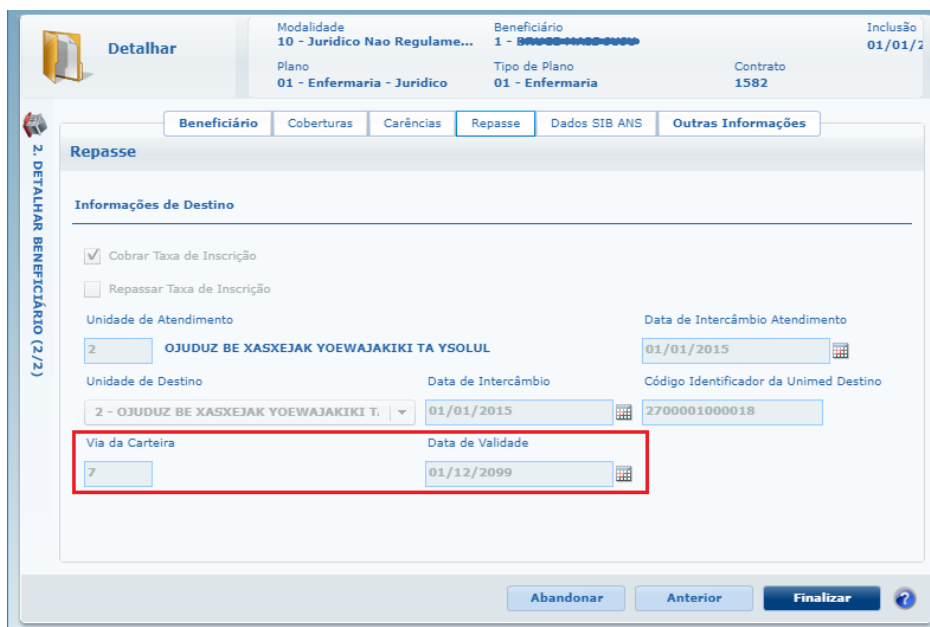 Detalhar
Modalidade
10 - Juridico Nao Regulame...
Beneficiário
1 -
Inclusão
01/01/2
Plano
01 - Enfermaria - Juridico
Tipo de Plano
01 - Enfermaria
Contrato
1582
2. DETALHAR BENEFICIÁRIO (2/2)
Beneficiário Coberturas Carências Repasse Dados SIB ANS Outras Informações
Repasse
Informações de Destino
Cobrar Taxa de Inscrição
Repassar Taxa de Inscrição
Unidade de Atendimento Data de Intercâmbio Atendimento
2 OJUDUZ BE XASXEJAK YOEWAJAKIKI TA YSOLUL 01/01/2015
Unidade de Destino Data de Intercâmbio Código Identificador da Unimed Destino
2 - OJUDUZ BE XASXEJAK YOEWAJAKIKI T. 01/01/2015 2700001000018
Via da Carteira Data de Validade
7 01/12/2099
Abandonar Anterior Finalizar